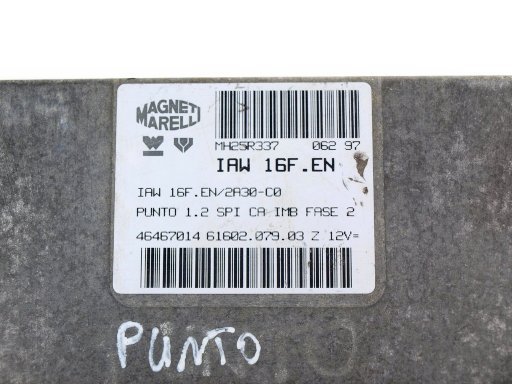 MAGNETI
MARELLI
MH25R337 062 97
IAW 16F.EN
IAW 16F.EN/2A30-C0
PUNTO 1.2 SPI CA IMB FASE 2
46467014 61602.079.03 Z 12V=
PUNTO